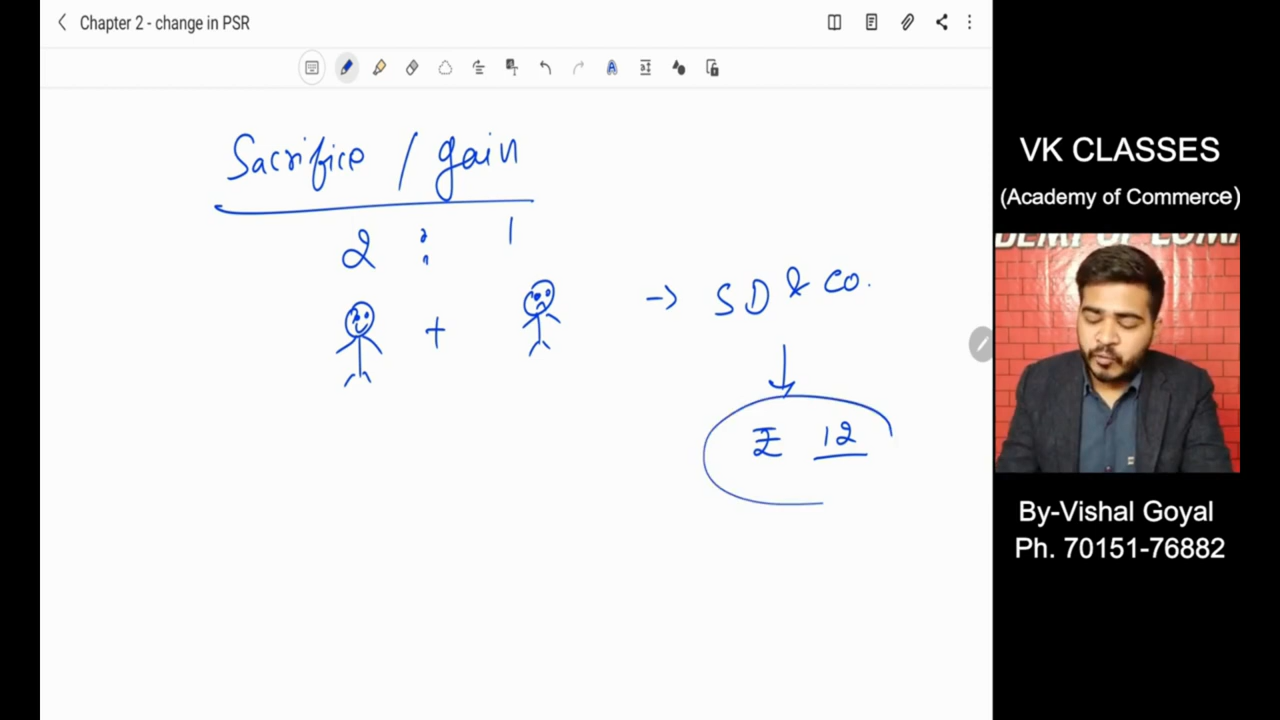 Chapter 2 - change in PSR
Sacrifice / gain
2 : 1
+
→ SD & Co.
₹ 12
VK CLASSES
(Academy of Commerce)
By-Vishal Goyal
Ph. 70151-76882